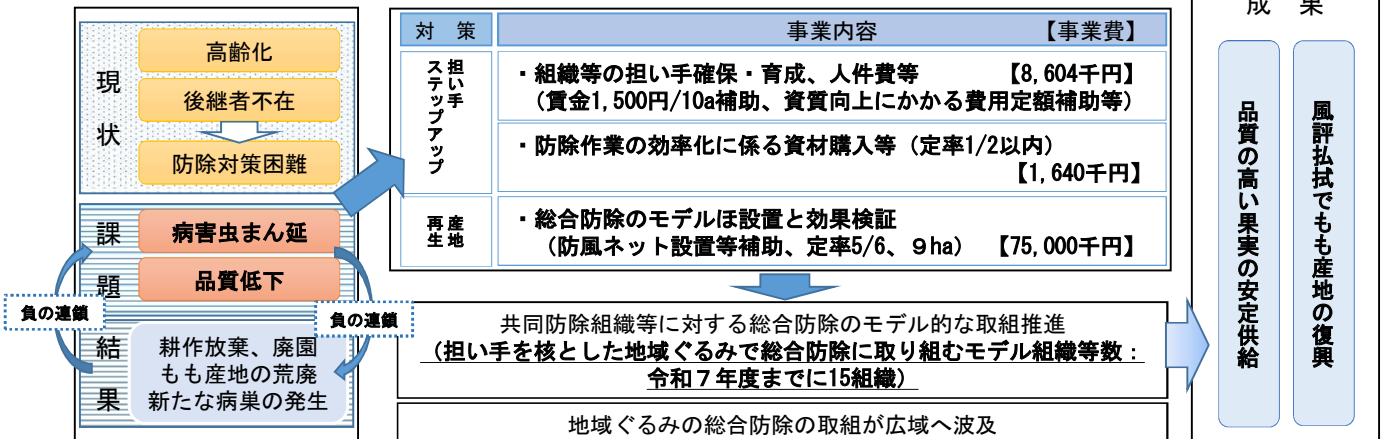 現状
高齢化
後継者不在
防除対策困難
課題
病害虫まん延
品質低下
負の連鎖
負の連鎖
結果
耕作放棄、廃園
もも産地の荒廃
新たな病巣の発生
対　策
事業内容　【事業費】
担い手
ステップアップ
・組織等の担い手確保・育成、人件費等　【8,604千円】
（賃金1,500円/10a補助、資質向上にかかる費用定額補助等）
・防除作業の効率化に係る資材購入等（定率1/2以内）
【1,640千円】
産地
再生
・総合防除のモデルほ設置と効果検証
（防風ネット設置等補助、定率5/6、９ha）　【75,000千円】
共同防除組織等に対する総合防除のモデル的な取組推進
（担い手を核とした地域ぐるみで総合防除に取り組むモデル組織等数：
令和７年度までに15組織）
地域ぐるみの総合防除の取組が広域へ波及
成　果
風評払拭でもも産地の復興
品質の高い果実の安定供給